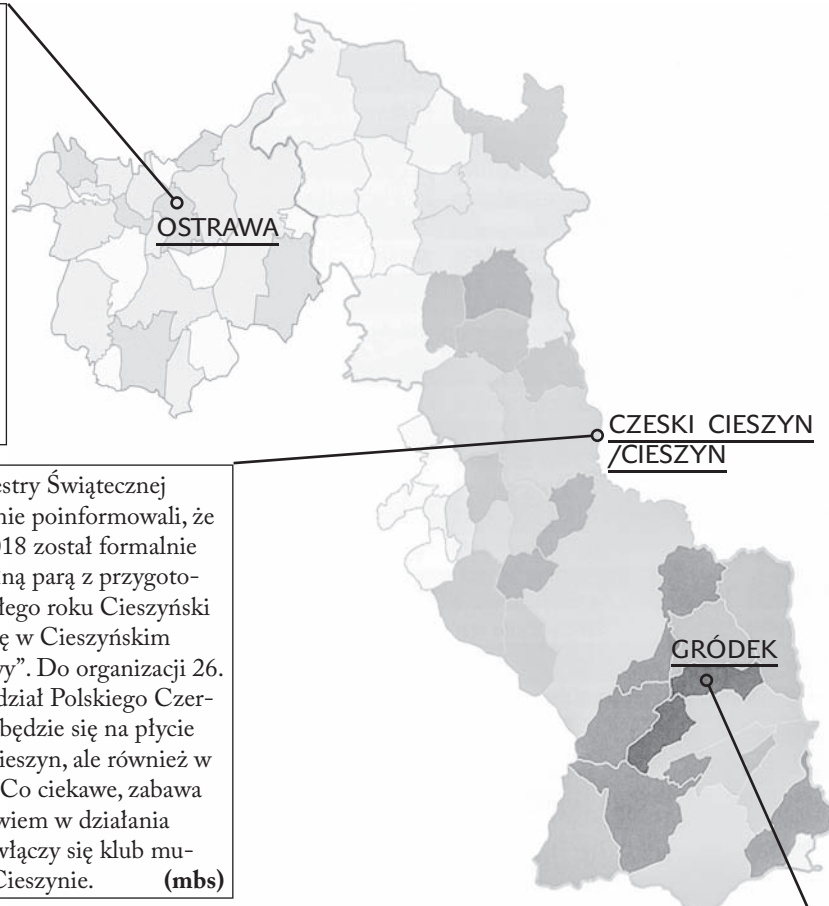 OSTRAWA
CZESKI CIESZYN
/CIESZYN
estry Świątecznej
nie poinformowali, że
018 został formalnie
ną parą z przygoto-
łego roku Cieszyński
ę w Cieszyńskim
wy”. Do organizacji 26.
dział Polskiego Czer-
będzie się na płycie
ieszyn, ale również w
Co ciekawe, zabawa
wiem w działania
włączy się klub mu-
Cieszynie. (mbs)
GRÓDEK